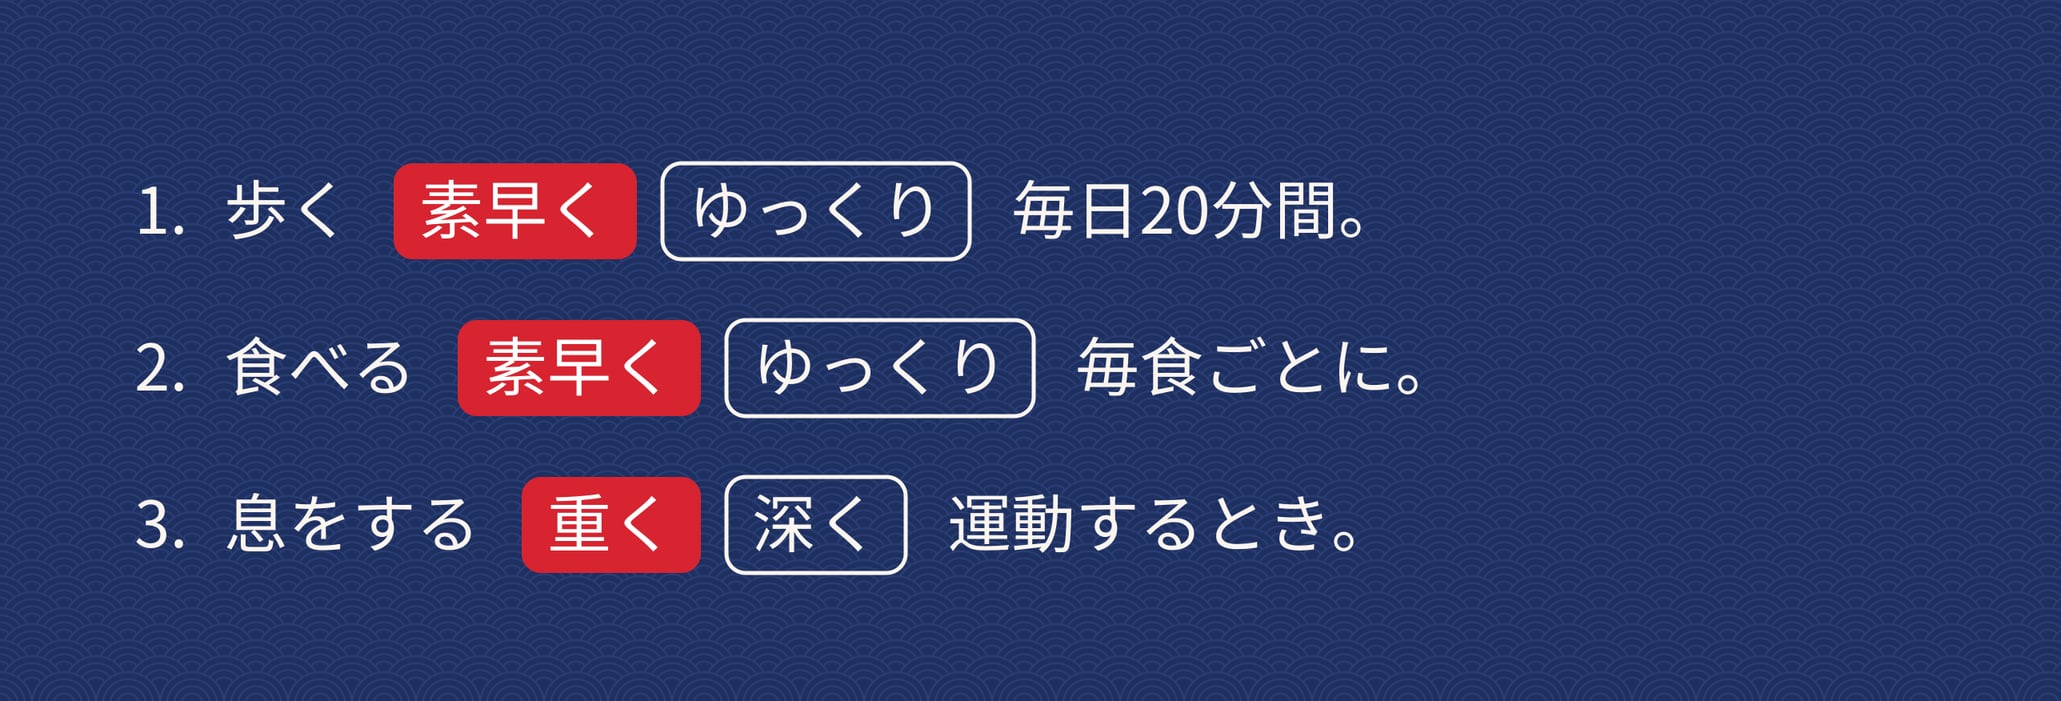 1. 歩く 素早く ゆっくり 毎日20分間。
2. 食べる 素早く ゆっくり 毎食ごとに。
3. 息をする 重く 深く 運動するとき。